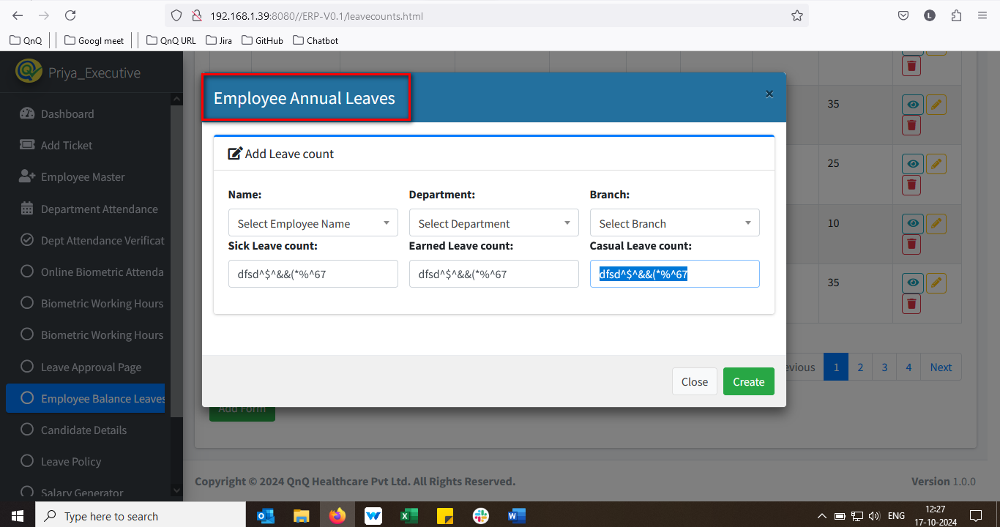 192.168.1.39:8080//ERP-V0.1/leavecounts.html
L
QnQ
Googl meet
QnQ URL
Jira
GitHub
Chatbot
Priya_Executive
Dashboard
Add Ticket
Employee Master
Department Attendance
Dept Attendance Verificat
Online Biometric Attenda
Biometric Working Hours
Biometric Working Hours
Leave Approval Page
Employee Balance Leaves
Candidate Details
Leave Policy
Salary Generator
Employee Annual Leaves
×
Add Leave count
Name: Department: Branch:
Select Employee Name Select Department Select Branch
Sick Leave count: Earned Leave count: Casual Leave count:
dfsd^$^&&(*%^67 dfsd^$^&&(*%^67 dfsd^$^&&(*%^67
Close Create
35
25
10
35
evious 1 2 3 4 Next
Add Form
Copyright © 2024 QnQ Healthcare Pvt Ltd. All Rights Reserved.
Version 1.0.0
Type here to search
ENG
12:27
17-10-2024